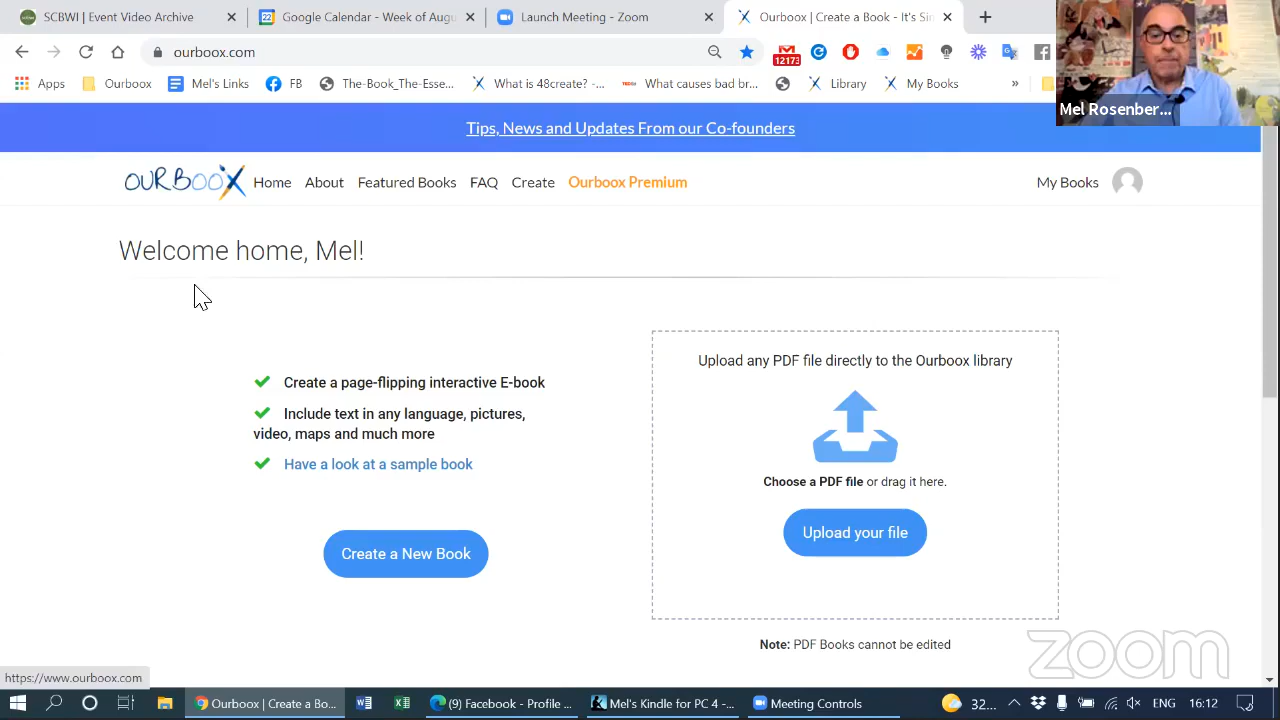 SCBWI | Event Video Archive
Google Calendar - Week of Augu
Launch Meeting - Zoom
Ourboox | Create a Book - It's Sim
ourboox.com
12173
Apps
Ourboox
Mel's Links
FB
The_Book_The-Esse...
What is 48create? -...
What causes bad br...
Library
My Books
»
Mel Rosenber...
Tips, News and Updates From our Co-founders
OURBOOX
Home
About
Featured Books
FAQ
Create
Ourboox Premium
My Books
Welcome home, Mel!
Create a page-flipping interactive E-book
Include text in any language, pictures,
video, maps and much more
Have a look at a sample book
Create a New Book
Upload any PDF file directly to the Ourboox library
Choose a PDF file or drag it here.
Upload your file
Note: PDF Books cannot be edited
zoom
https://www.ourboox.com
Ourboox | Create a Bo...
(9) Facebook - Profile ...
Mel's Kindle for PC 4 - ...
Meeting Controls
32...
ENG
16:12